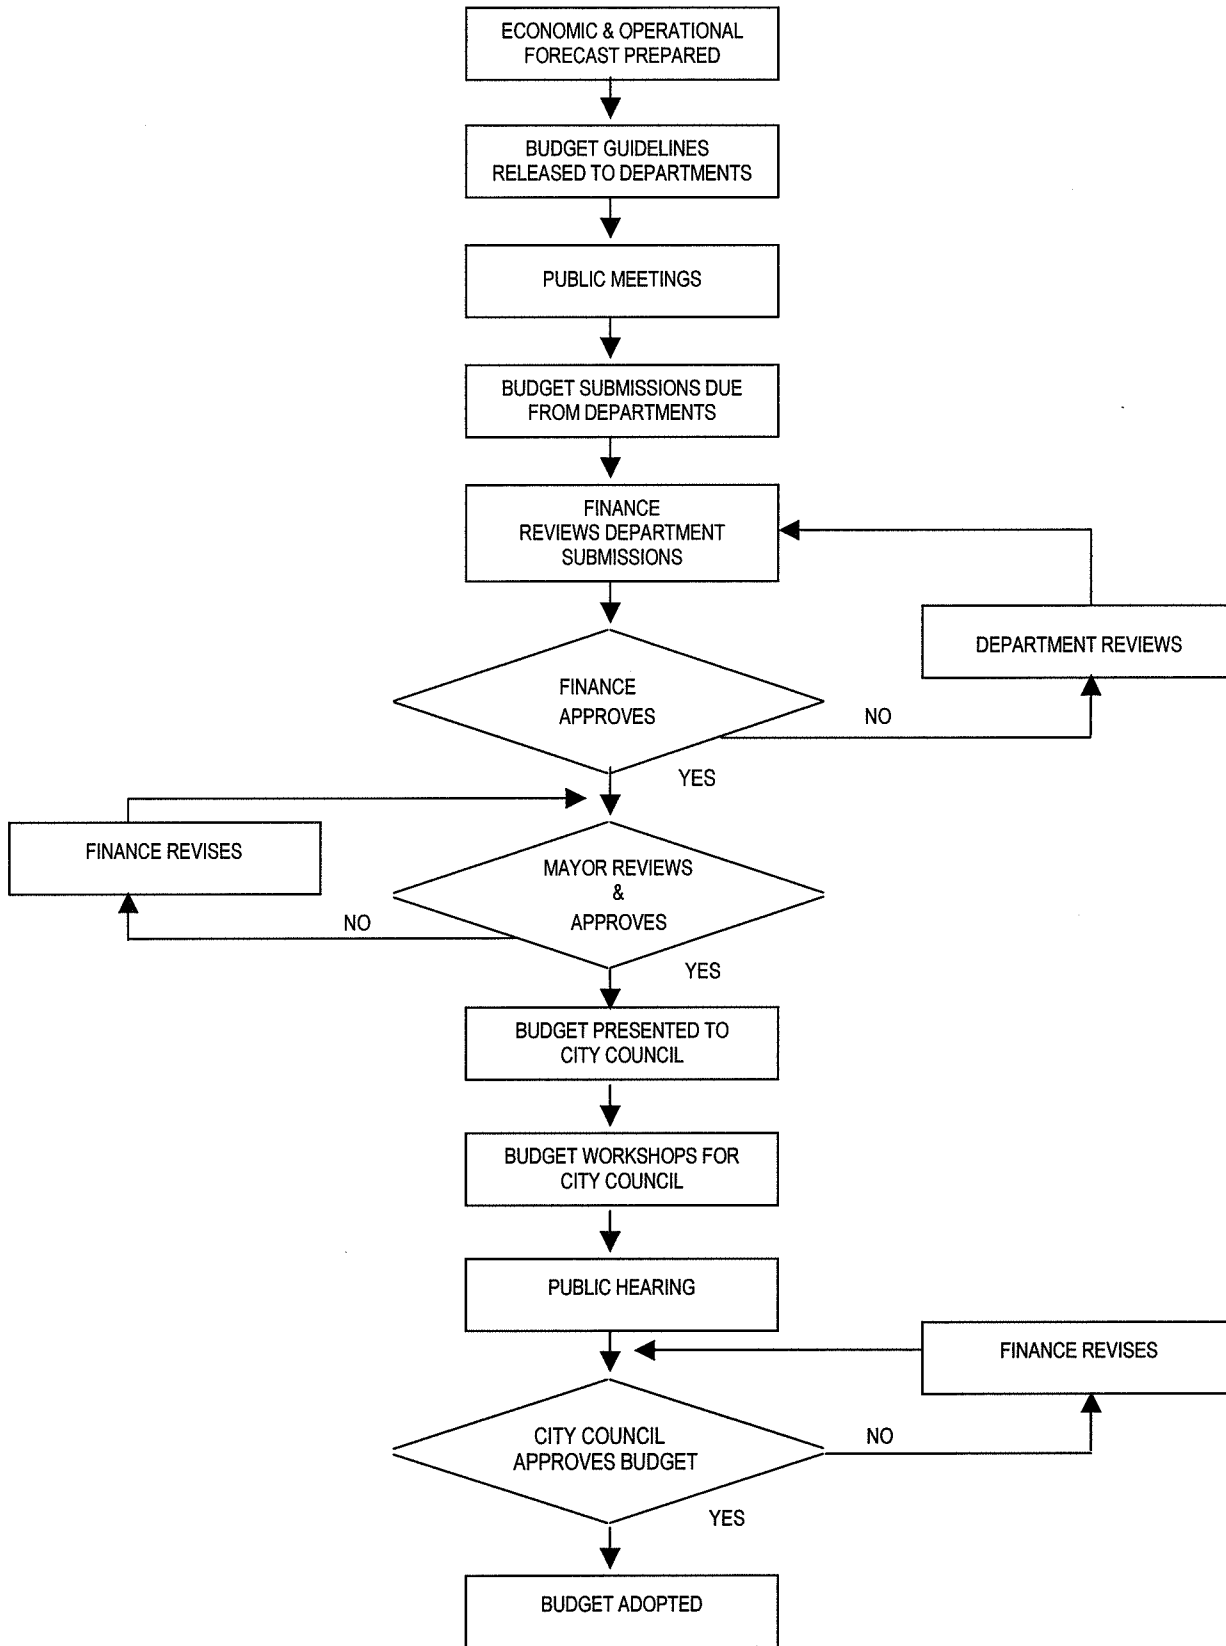 ECONOMIC & OPERATIONAL
FORECAST PREPARED
BUDGET GUIDELINES
RELEASED TO DEPARTMENTS
PUBLIC MEETINGS
BUDGET SUBMISSIONS DUE
FROM DEPARTMENTS
FINANCE
REVIEWS DEPARTMENT
SUBMISSIONS
DEPARTMENT REVIEWS
FINANCE
APPROVES
NO
YES
FINANCE REVISES
MAYOR REVIEWS
&
APPROVES
NO
YES
BUDGET PRESENTED TO
CITY COUNCIL
BUDGET WORKSHOPS FOR
CITY COUNCIL
PUBLIC HEARING
FINANCE REVISES
CITY COUNCIL
APPROVES BUDGET
NO
YES
BUDGET ADOPTED